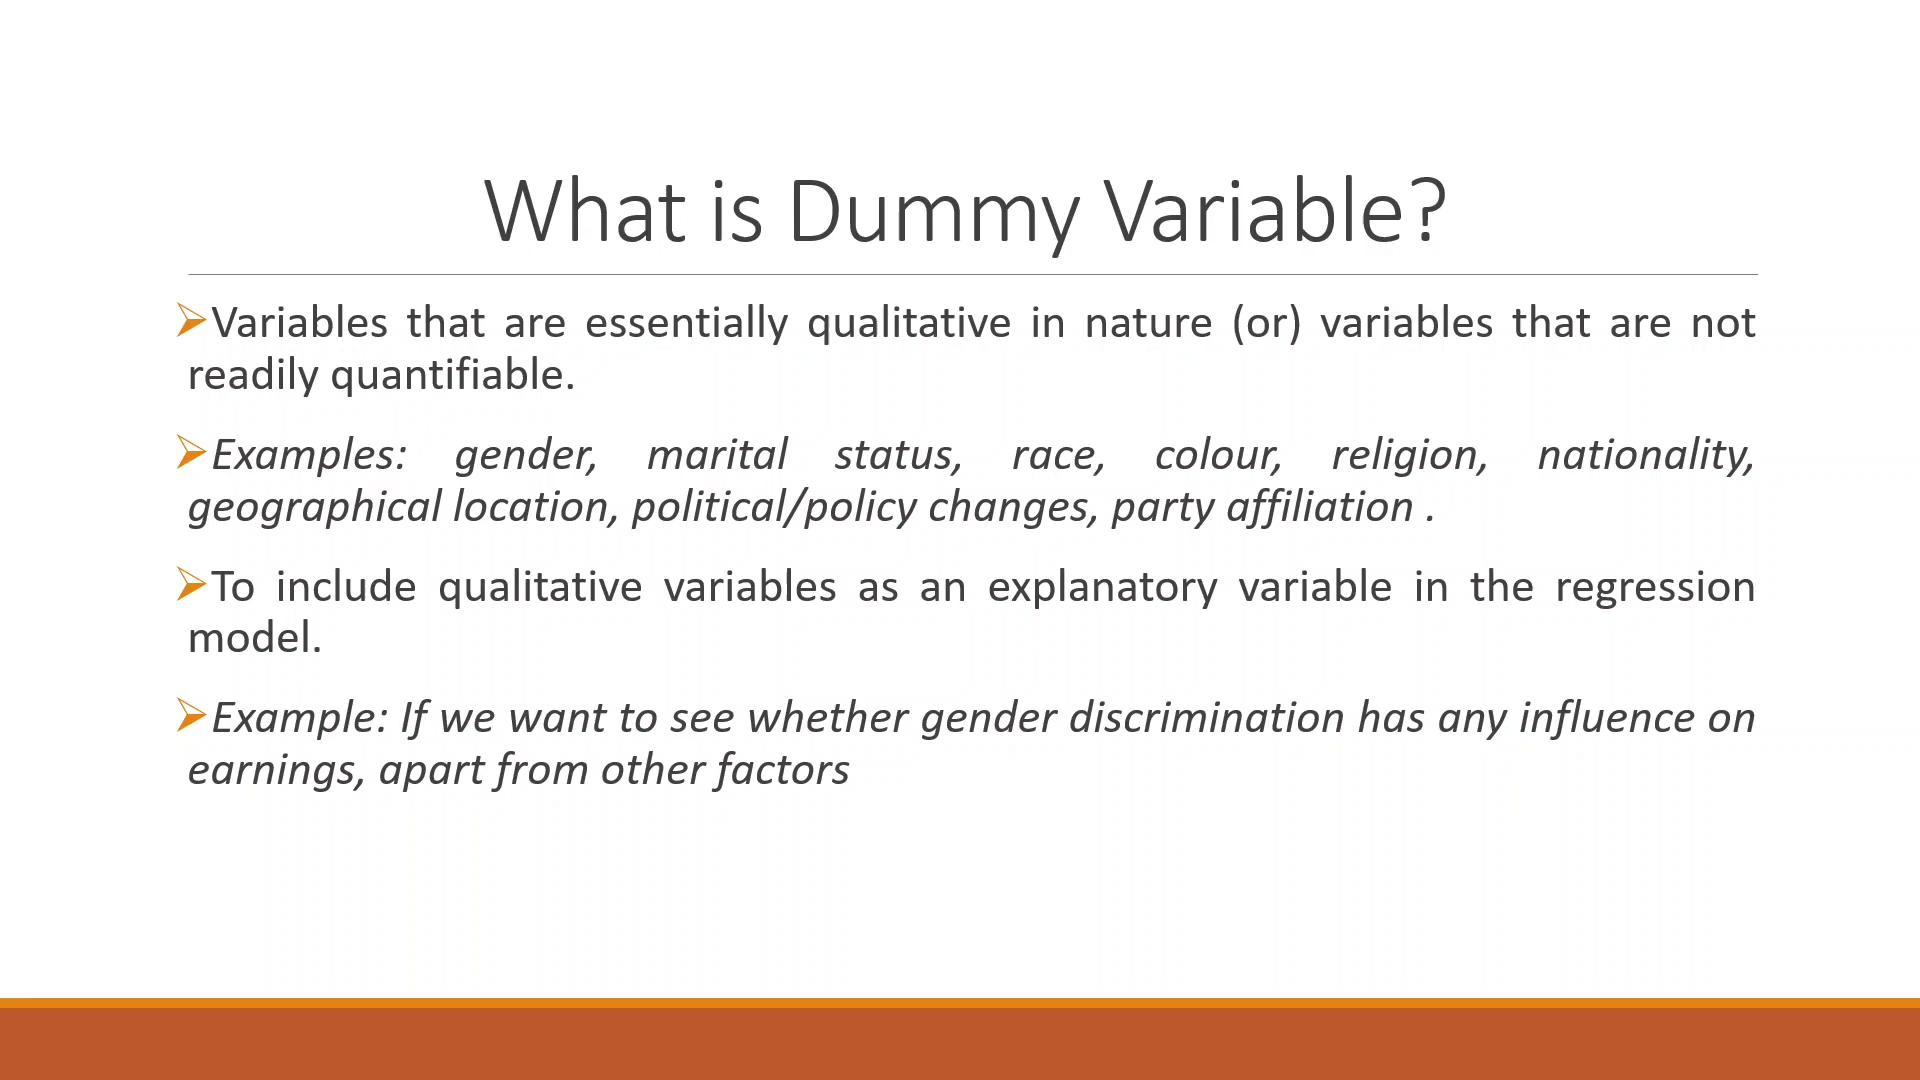 What is Dummy Variable?
➢Variables that are essentially qualitative in nature (or) variables that are not
readily quantifiable.
➢Examples: gender, marital status, race, colour, religion, nationality,
geographical location, political/policy changes, party affiliation .
➢To include qualitative variables as an explanatory variable in the regression
model.
➢Example: If we want to see whether gender discrimination has any influence on
earnings, apart from other factors